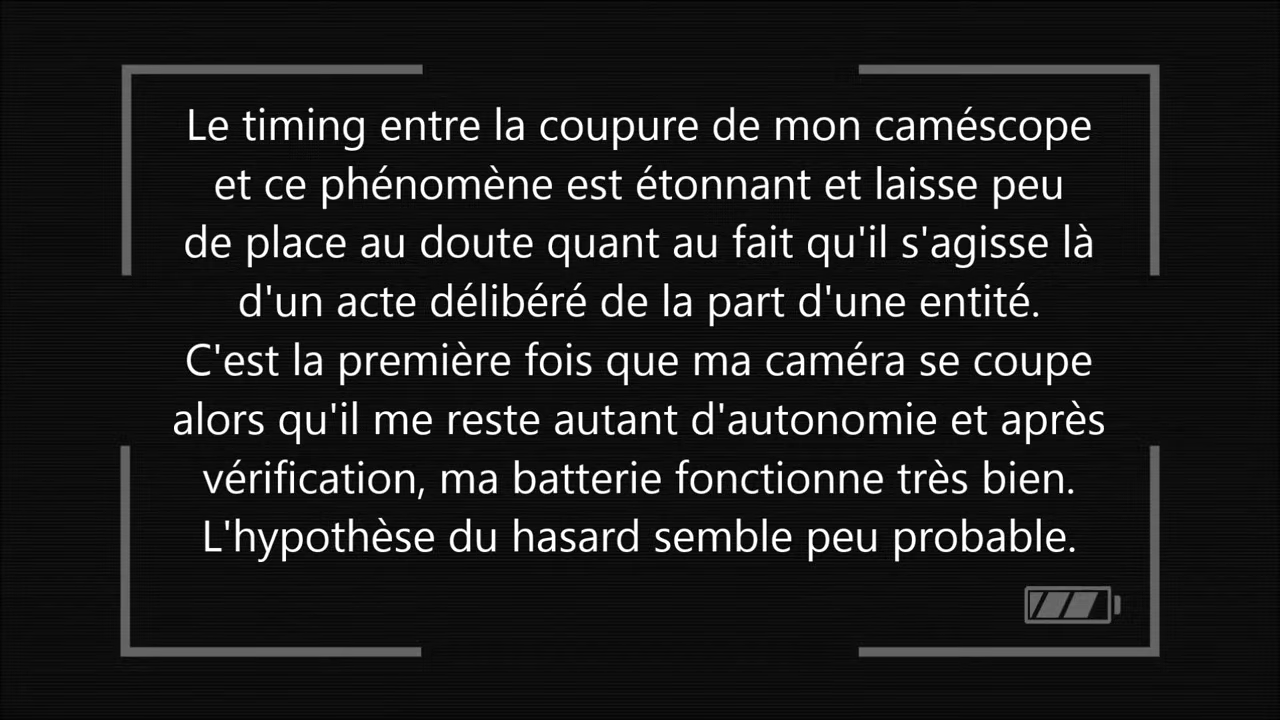 Le timing entre la coupure de mon caméscope
et ce phénomène est étonnant et laisse peu
de place au doute quant au fait qu'il s'agisse là
d'un acte délibéré de la part d'une entité.
C'est la première fois que ma caméra se coupe
alors qu'il me reste autant d'autonomie et après
vérification, ma batterie fonctionne très bien.
L'hypothèse du hasard semble peu probable.